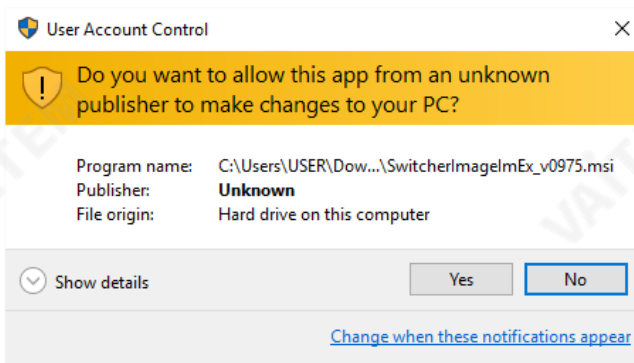 User Account Control
Do you want to allow this app from an unknown
publisher to make changes to your PC?
Program name: C:\Users\USER\Dow...\SwitcherImageImEx_v0975.msi
Publisher: Unknown
File origin: Hard drive on this computer
Show details
Yes No
Change when these notifications appear